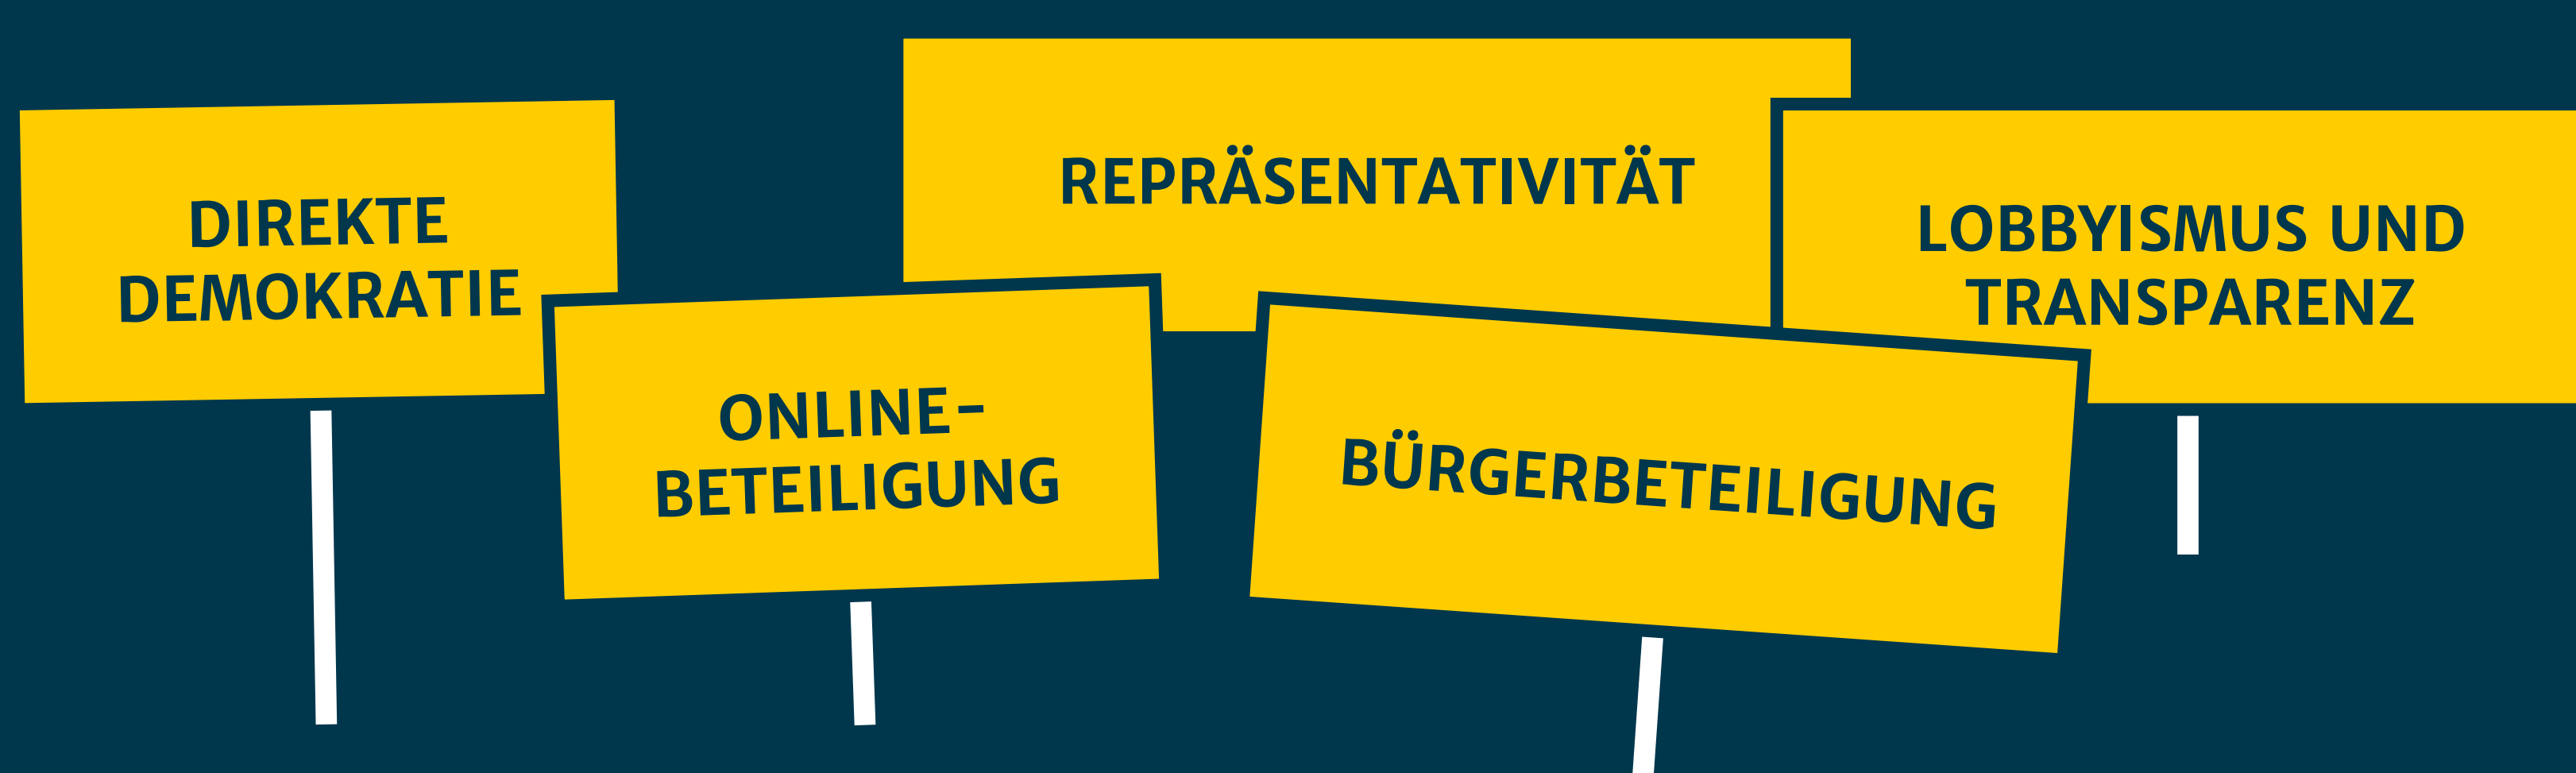 DIREKTE
DEMOKRATIE
ONLINE-
BETEILIGUNG
REPRÄSENTATIVITÄT
BÜRGERBETEILIGUNG
LOBBYISMUS UND
TRANSPARENZ